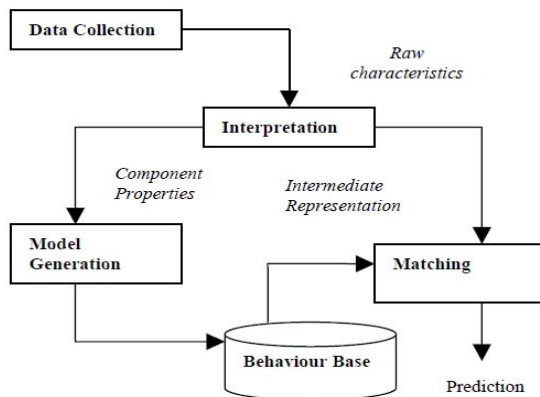 Data Collection
Raw
characteristics
Interpretation
Component
Properties
Intermediate
Representation
Model
Generation
Matching
Behaviour Base
Prediction